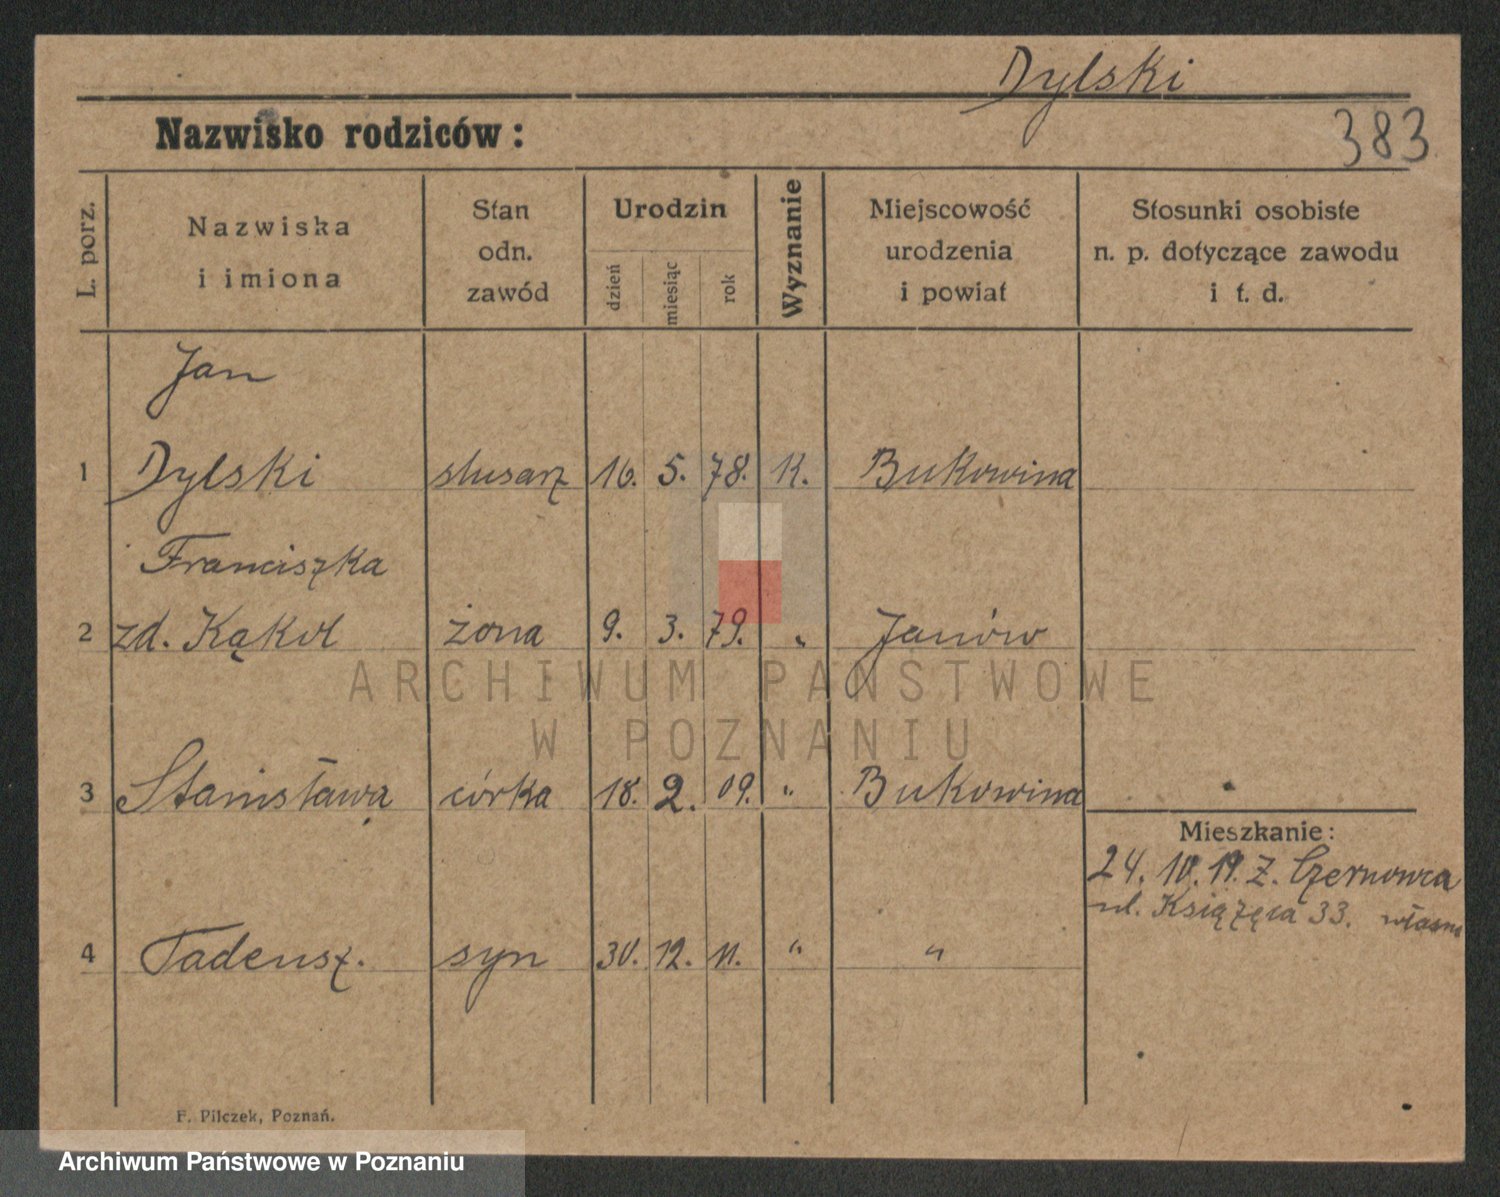 Dylski
Nazwisko rodziców:
383
L. porz.
Nazwiska
i imiona
Stan
odn.
zawód
Urodzin
dzień
miesiąc
rok
Wyznanie
Miejscowość
urodzenia
i powiat
Stosunki osobiste
n. p. dotyczące zawodu
i t. d.
Jan
1 Dylski slusarz 16. 5. 78. K. Bukowina
Franciszka
2 zd. Kąkol żona 9. 3. 79. " Janów
3 Stanisława córka 18. 2. 09. " Bukowina
Mieszkanie:
24. 10. 19. Z. Czernowca
ul. Książęca 33. własne
4 Tadeusz. syn 30. 12. 11. " "
F. Pilczek, Poznań.
ARCHIWUM PAŃSTWOWE
W POZNANIU
Archiwum Państwowe w Poznaniu